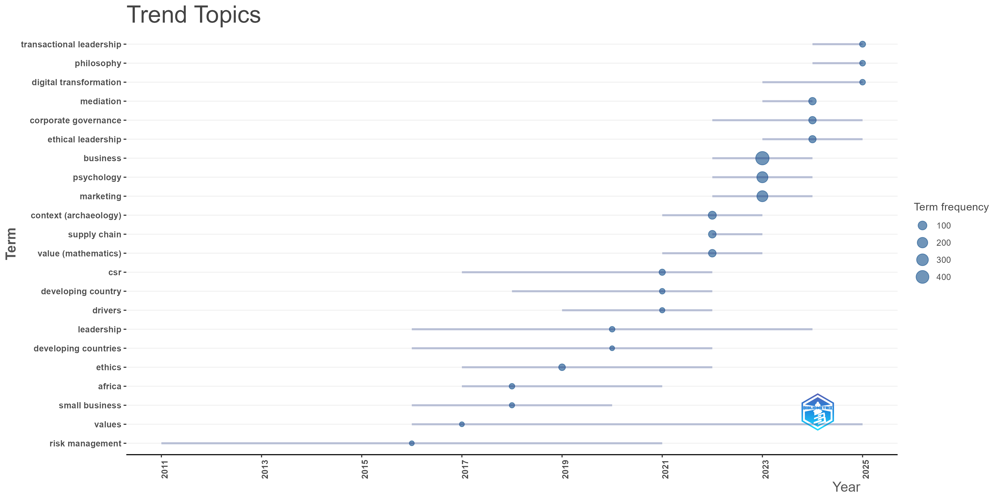 Trend Topics
transactional leadership
philosophy
digital transformation
mediation
corporate governance
ethical leadership
business
psychology
marketing
context (archaeology)
supply chain
value (mathematics)
csr
developing country
drivers
leadership
developing countries
ethics
africa
small business
values
risk management
Term
2011
2013
2015
2017
2019
2021
2023
2025
Year
Term frequency
100
200
300
400
BIBLIOMETRIX